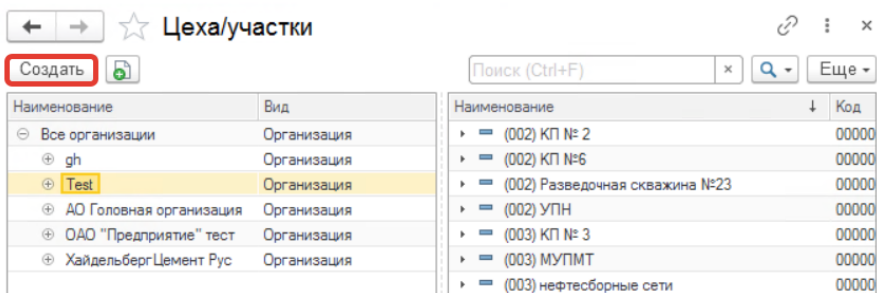 Цеха/участки
Создать Поиск (Ctrl+F) × Еще
Наименование Вид Наименование ↓ Код
Все организации Организация (002) КП № 2 00000
gh Организация (002) КП №6 00000
Test Организация (002) Разведочная скважина №23 00000
АО Головная организация Организация (002) УПН 00000
ОАО "Предприятие" тест Организация (003) КП № 3 00000
ХайдельбергЦемент Рус Организация (003) МУПМТ 00000
(003) нефтесборные сети 00000